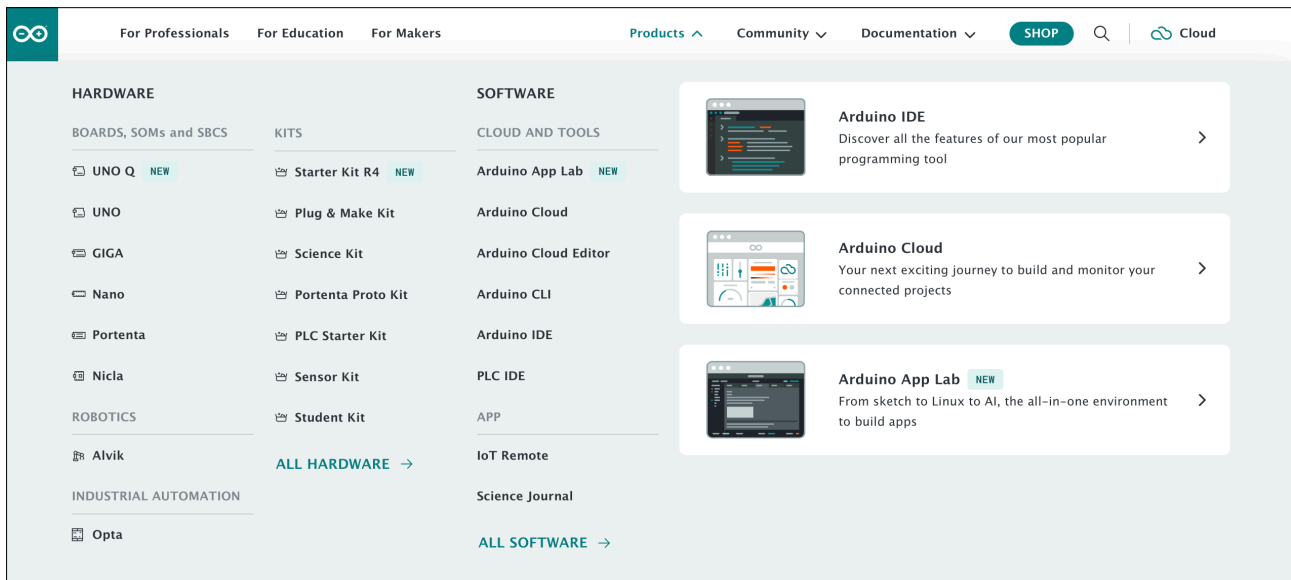 For Professionals
For Education
For Makers
Products
Community
Documentation
SHOP
Cloud
HARDWARE
BOARDS, SOMs and SBCS
UNO Q NEW
UNO
GIGA
Nano
Portenta
Nicla
ROBOTICS
Alvik
INDUSTRIAL AUTOMATION
Opta
KITS
Starter Kit R4 NEW
Plug & Make Kit
Science Kit
Portenta Proto Kit
PLC Starter Kit
Sensor Kit
Student Kit
ALL HARDWARE →
SOFTWARE
CLOUD AND TOOLS
Arduino App Lab NEW
Arduino Cloud
Arduino Cloud Editor
Arduino CLI
Arduino IDE
PLC IDE
APP
IoT Remote
Science Journal
ALL SOFTWARE →
Arduino IDE
Discover all the features of our most popular
programming tool
Arduino Cloud
Your next exciting journey to build and monitor your
connected projects
Arduino App Lab NEW
From sketch to Linux to AI, the all-in-one environment
to build apps